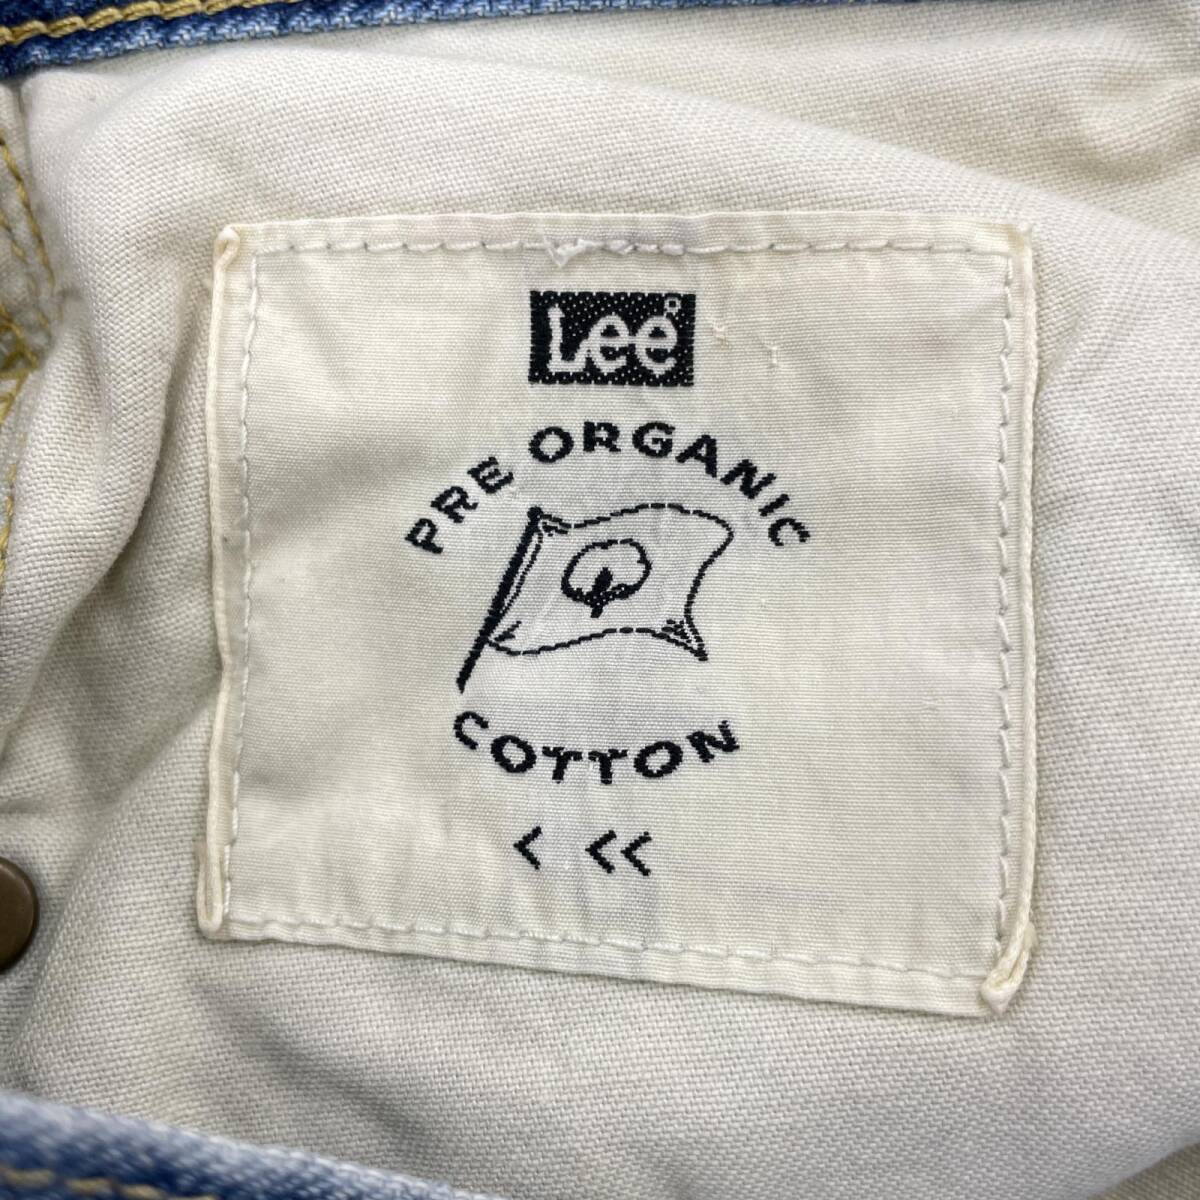 Lee®
PRE ORGANIC
COTTON
< <<